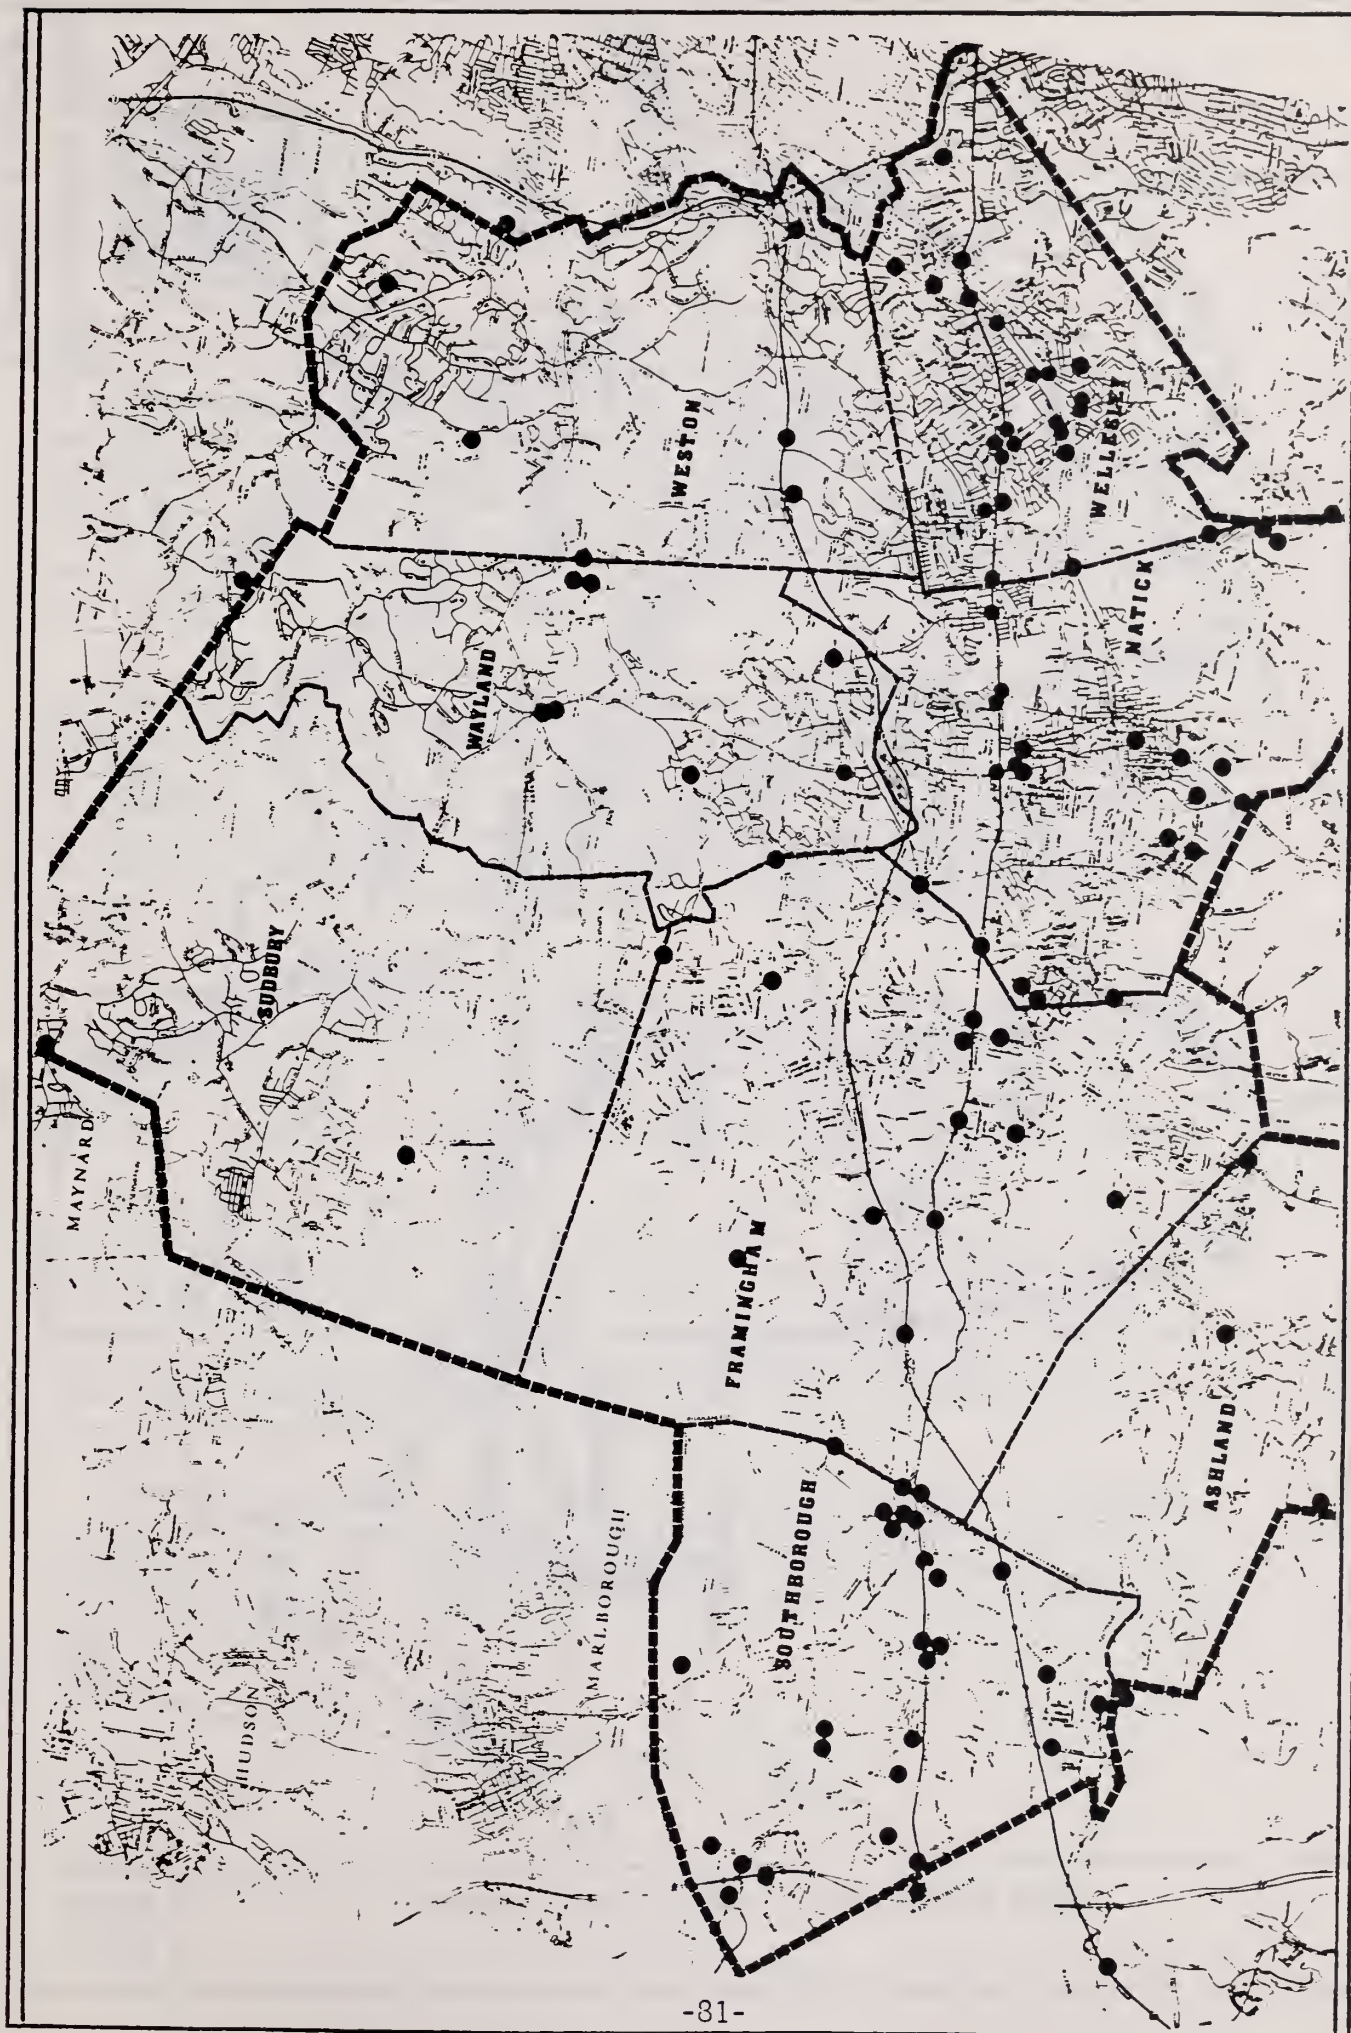 MAYNARD
SUDBURY
WAYLAND
WESTON
WELLESLEY
NATICK
FRAMINGHAM
HUDSON
MARLBOROUGH
SOUTHBOROUGH
ASHLAND
-81-